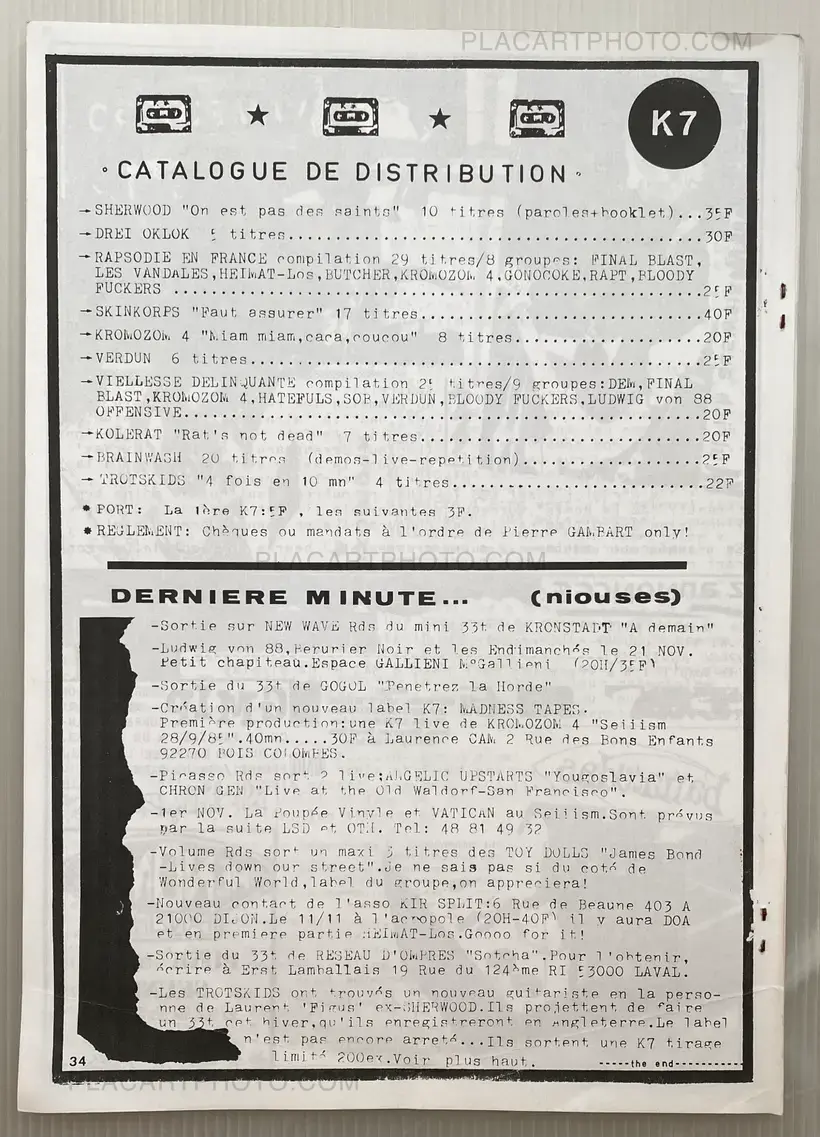 PLACARTPHOTO.COM
K7
° CATALOGUE DE DISTRIBUTION °
→ SHERWOOD "On est pas des saints" 10 titres (paroles+booklet)...35F
→ DREI OKLOK 5 titres..................................................30F
→ RAPSODIE EN FRANCE compilation 29 titres/8 groupes: FINAL BLAST,
LES VANDALES,HEIMAT-Los,BUTCHER,KROMOZOM 4,GONOCOKE,RAPT,BLOODY
FUCKERS ..............................................................25F
→ SKINKORPS "Faut assurer" 17 titres..................................40F
→ KROMOZOM 4 "Miam miam,caca,coucou" 8 titres.......................20F
→ VERDUN 6 titres......................................................25F
→ VIELLESSE DELINQUANTE compilation 25 titres/9 groupes:DEM,FINAL
BLAST,KROMOZOM 4,HATEFULS,SOB,VERDUN,BLOODY FUCKERS,LUDWIG von 88
OFFENSIVE.............................................................20F
→ KOLERAT "Rat's not dead" 7 titres...................................20F
→ BRAINWASH 20 titres (demos-live-repetition)......................25F
→ TROTSKIDS "4 fois en 10 mn" 4 titres...............................22F
* PORT: La 1ère K7:5F , les suivantes 3F.
* REGLEMENT: Chèques ou mandats à l'ordre de Pierre GAMBART only!
PLACARTPHOTO.COM
DERNIERE MINUTE... (niouses)
-Sortie sur NEW WAVE Rds du mini 33t de KRONSTADT "A demain"
-Ludwig von 88,Berurier Noir et les Endimanchés le 21 NOV.
Petit chapiteau.Espace GALLIENI M°Gallieni (20H/35F)
-Sortie du 33t de GOGOL "Penetrez la Horde"
-Création d'un nouveau label K7: MADNESS TAPES.
Première production:une K7 live de KROMOZOM 4 "Seiiism
28/9/85".40mn.....30F à Laurence CAM 2 Rue des Bons Enfants
92270 BOIS COLOMBES.
-Picasso Rds sort 2 live:ANGELIC UPSTARTS "Yougoslavia" et
CHRON GEN "Live at the Old Waldorf-San Francisco".
-1er NOV. La Poupée Vinyle et VATICAN au Seiiism.Sont prévus
par la suite LSD et OTH. Tel: 48 81 49 32
-Volume Rds sort un maxi 3 titres des TOY DOLLS "James Bond
-Lives down our street".Je ne sais pas si du coté de
Wonderful World,label du groupe,on appreciera!
-Nouveau contact de l'asso KIR SPLIT:6 Rue de Beaune 403 A
21000 DIJON.Le 11/11 à l'acropole (20H-40F) il y aura DOA
et en premiere partie HEIMAT-Los.Goooo for it!
-Sortie du 33t de RESEAU D'OMBRES "Sotcha".Pour l'obtenir,
écrire à Erst Lamballais 19 Rue du 124ème RI 53000 LAVAL.
-Les TROTSKIDS ont trouvés un nouveau guitariste en la perso-
nne de Laurent 'Figus' ex-SHERWOOD.Ils projettent de faire
un 33t cet hiver,qu'ils enregistreront en Angleterre.Le label
n'est pas encore arreté...Ils sortent une K7 tirage
limité 200ex.Voir plus haut. -----the end-----------
34
PLACARTPHOTO.COM